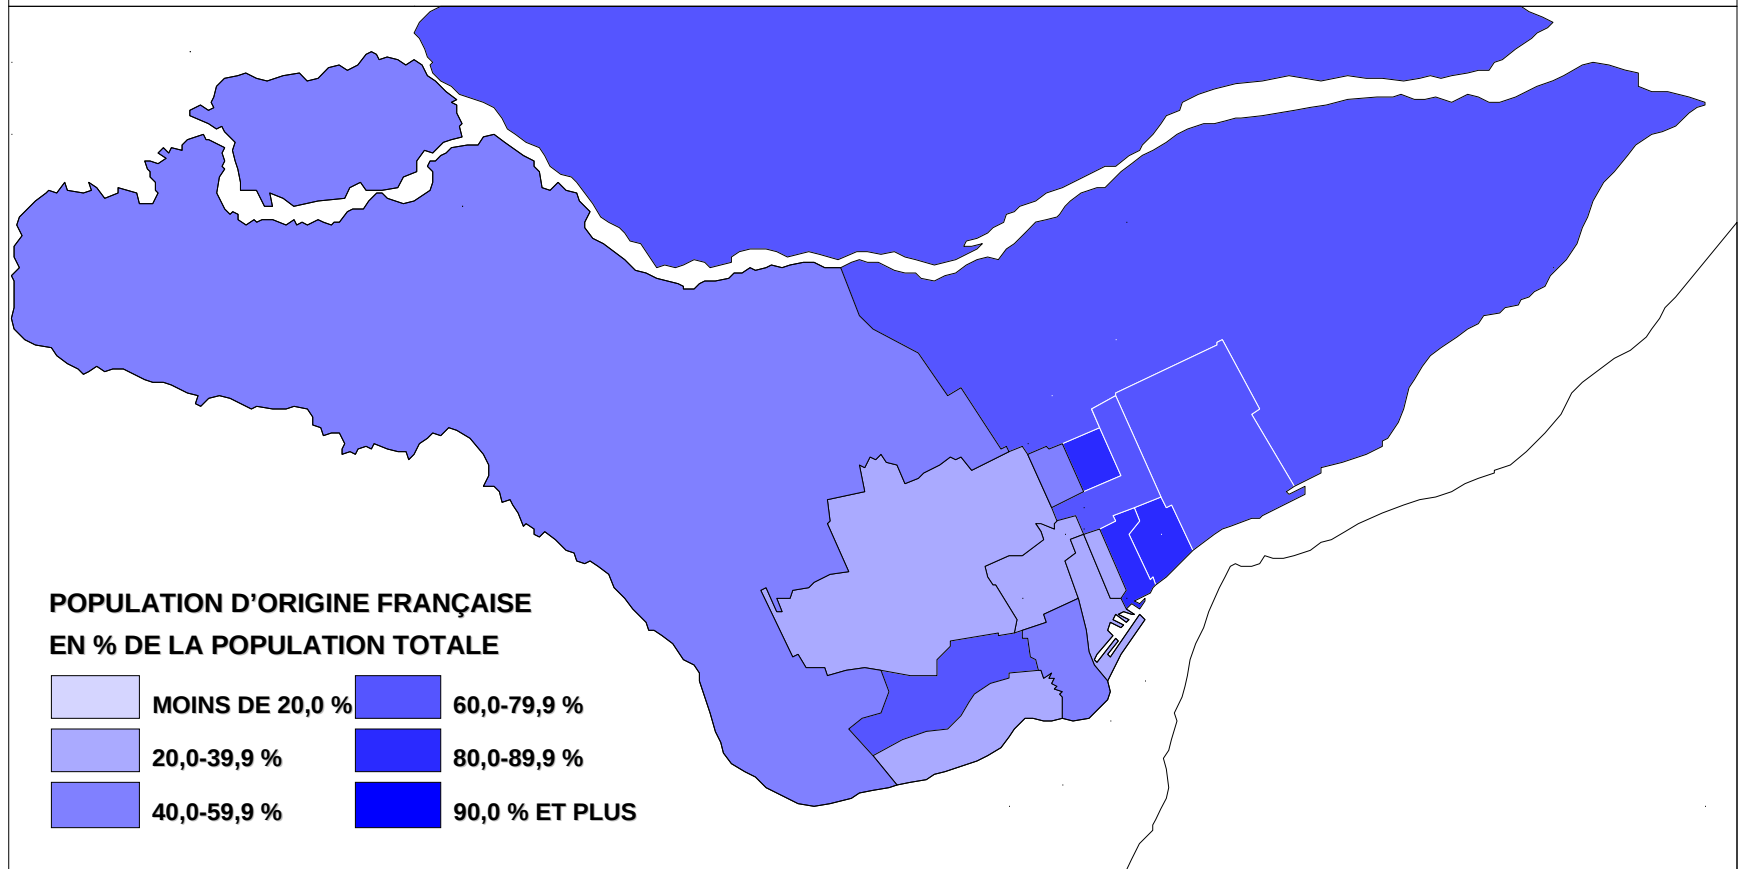 POPULATION D’ORIGINE FRANÇAISE
EN % DE LA POPULATION TOTALE
MOINS DE 20,0 %
60,0-79,9 %
20,0-39,9 %
80,0-89,9 %
40,0-59,9 %
90,0 % ET PLUS